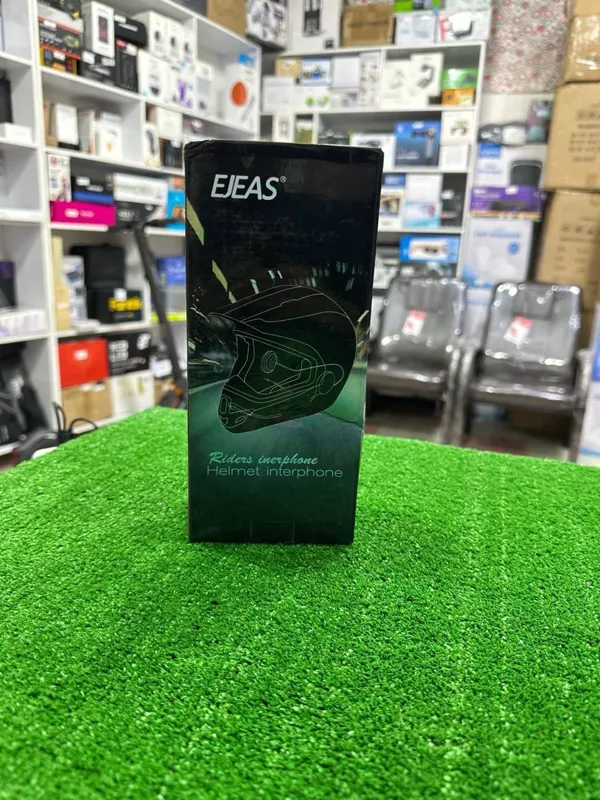 EJEAS®
Riders inerphone
Helmet interphone